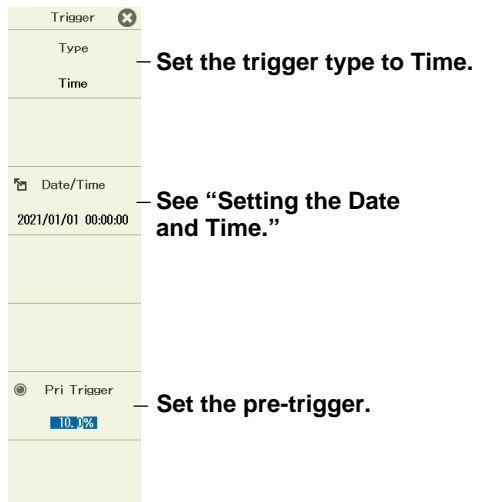 Trigger
Type
Set the trigger type to Time.
Time
Date/Time
See “Setting the Date
and Time.”
2021/01/01 00:00:00
Pri Trigger
Set the pre-trigger.
10.0%